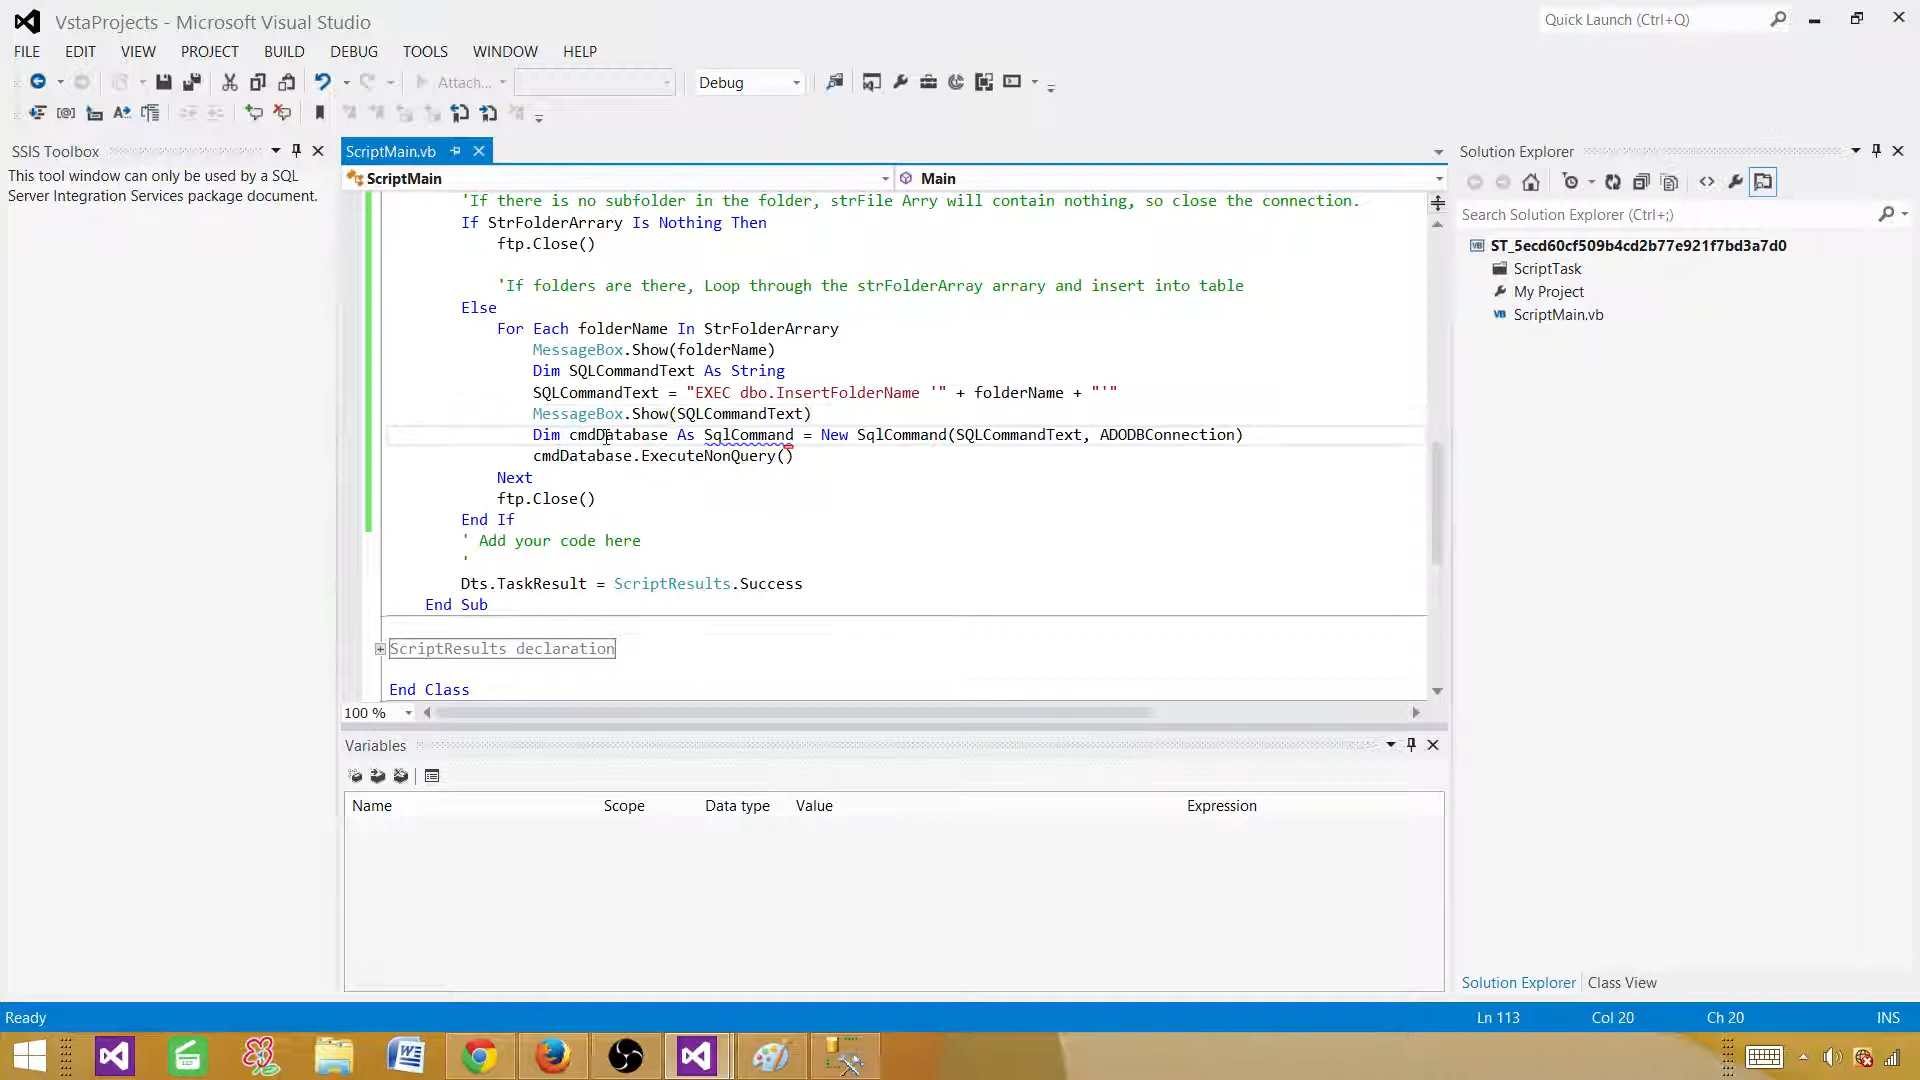 VstaProjects - Microsoft Visual Studio
Quick Launch (Ctrl+Q)
FILE EDIT VIEW PROJECT BUILD DEBUG TOOLS WINDOW HELP
Attach...
Debug
SSIS Toolbox
This tool window can only be used by a SQL
Server Integration Services package document.
ScriptMain.vb
ScriptMain
Main
'If there is no subfolder in the folder, strFile Arry will contain nothing, so close the connection.
If StrFolderArrary Is Nothing Then
ftp.Close()
'If folders are there, Loop through the strFolderArray arrary and insert into table
Else
For Each folderName In StrFolderArrary
MessageBox.Show(folderName)
Dim SQLCommandText As String
SQLCommandText = "EXEC dbo.InsertFolderName '" + folderName + "'"
MessageBox.Show(SQLCommandText)
Dim cmdDatabase As SqlCommand = New SqlCommand(SQLCommandText, ADODBConnection)
cmdDatabase.ExecuteNonQuery()
Next
ftp.Close()
End If
' Add your code here
'
Dts.TaskResult = ScriptResults.Success
End Sub
ScriptResults declaration
End Class
100 %
Variables
Name Scope Data type Value Expression
Solution Explorer
Search Solution Explorer (Ctrl+;)
ST_5ecd60cf509b4cd2b77e921f7bd3a7d0
ScriptTask
My Project
ScriptMain.vb
Solution Explorer Class View
Ready
Ln 113 Col 20 Ch 20 INS